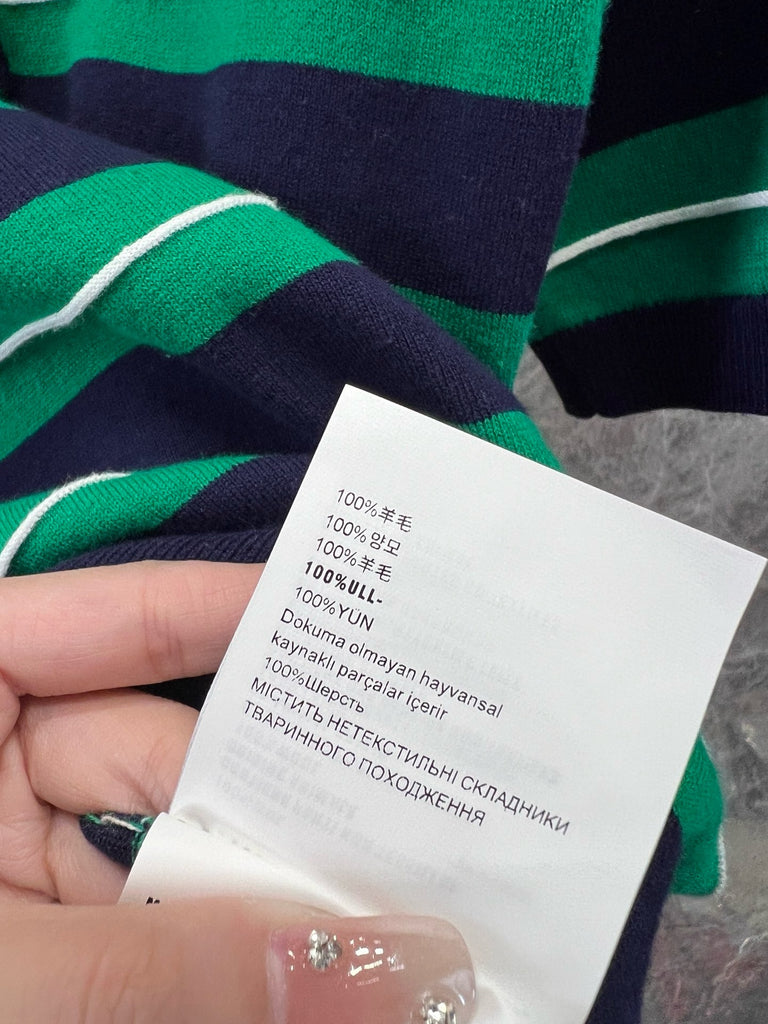 100%羊毛
100% 양모
100%羊毛
100%ULL-
100%YÜN
Dokuma olmayan hayvansal
kaynaklı parçalar içerir
100%Шерсть
МІСТИТЬ НЕТЕКСТИЛЬНІ СКЛАДНИКИ
ТВАРИННОГО ПОХОДЖЕННЯ